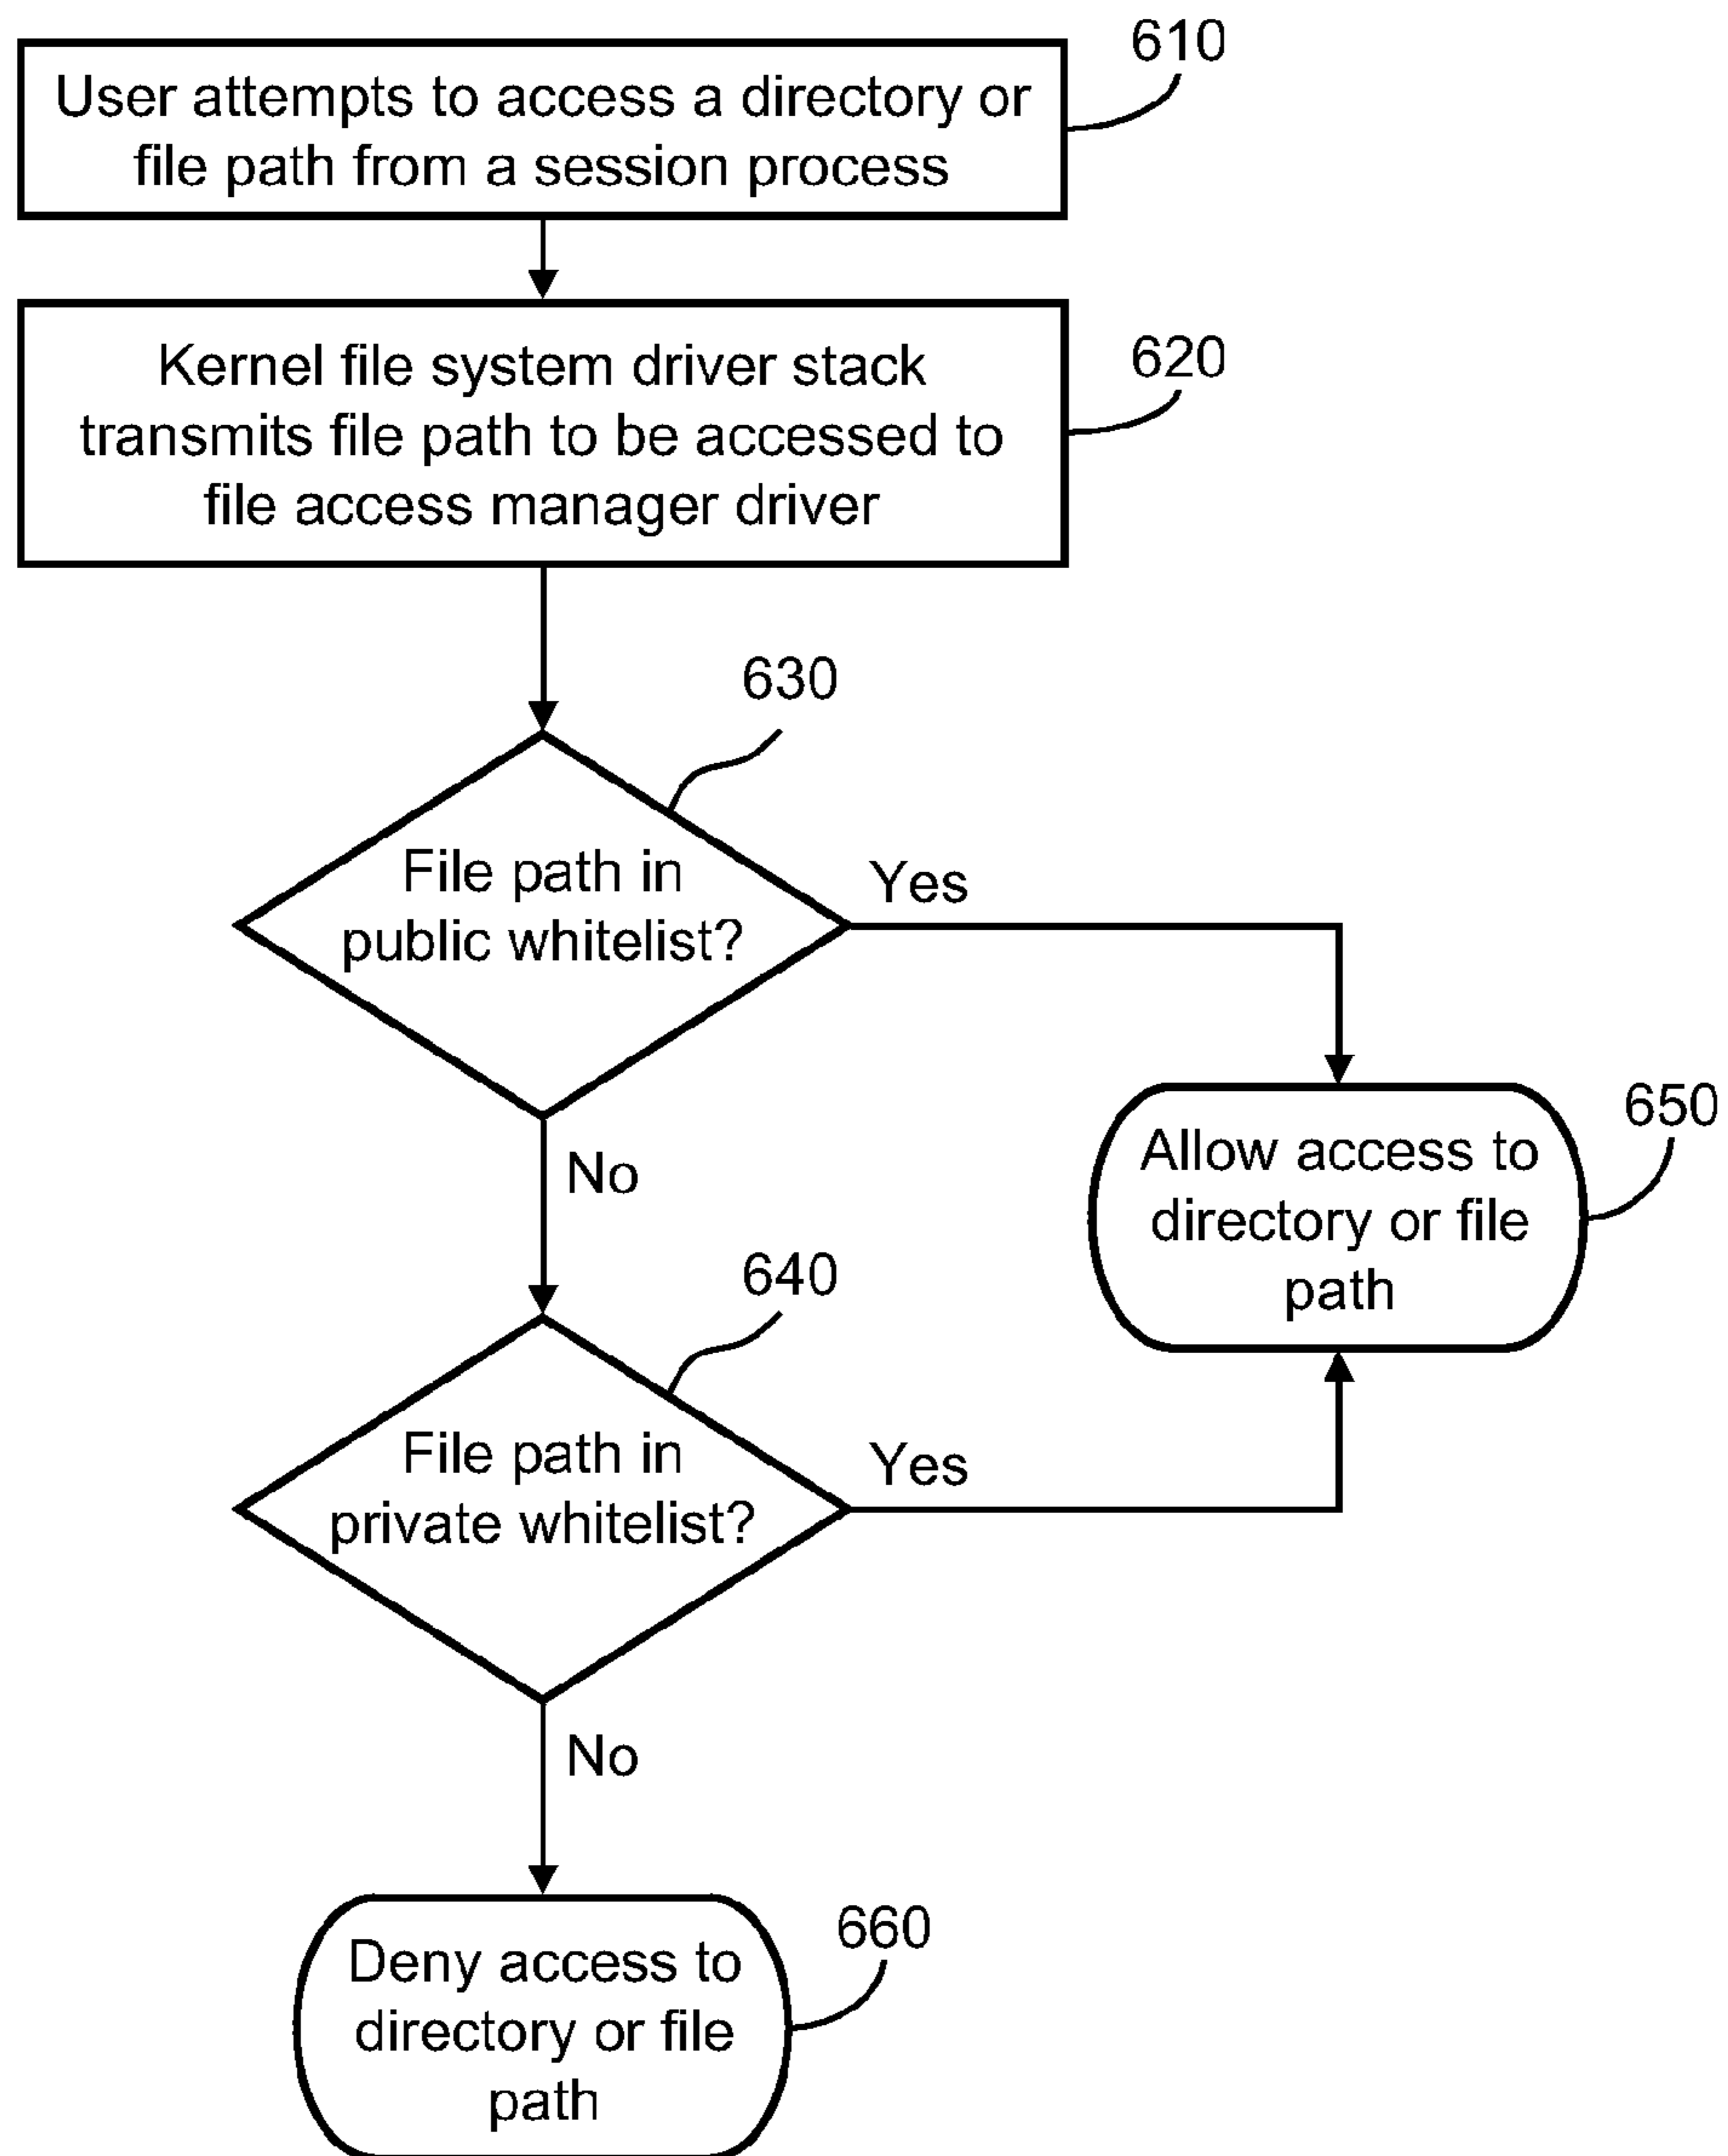 610
User attempts to access a directory or
file path from a session process
620
Kernel file system driver stack
transmits file path to be accessed to
file access manager driver
630
File path in
public whitelist?
Yes
No
650
Allow access to
directory or file
path
640
File path in
private whitelist?
Yes
No
660
Deny access to
directory or file
path